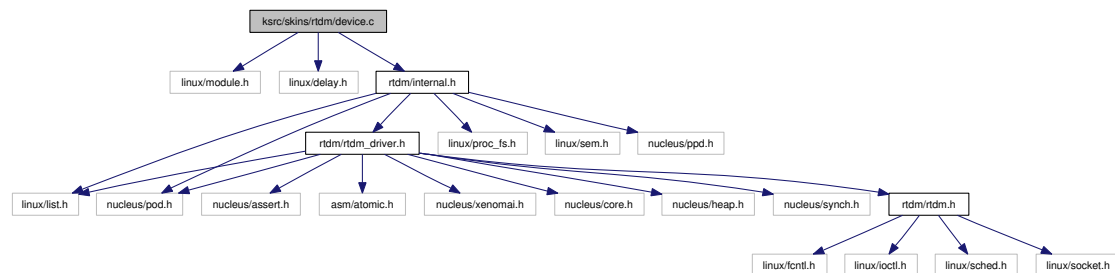 ksrc/skins/rtdm/device.c
linux/module.h
linux/delay.h
rtdm/internal.h
rtdm/rtdm_driver.h
linux/proc_fs.h
linux/sem.h
nucleus/ppd.h
linux/list.h
nucleus/pod.h
nucleus/assert.h
asm/atomic.h
nucleus/xenomai.h
nucleus/core.h
nucleus/heap.h
nucleus/synch.h
rtdm/rtdm.h
linux/fcntl.h
linux/ioctl.h
linux/sched.h
linux/socket.h